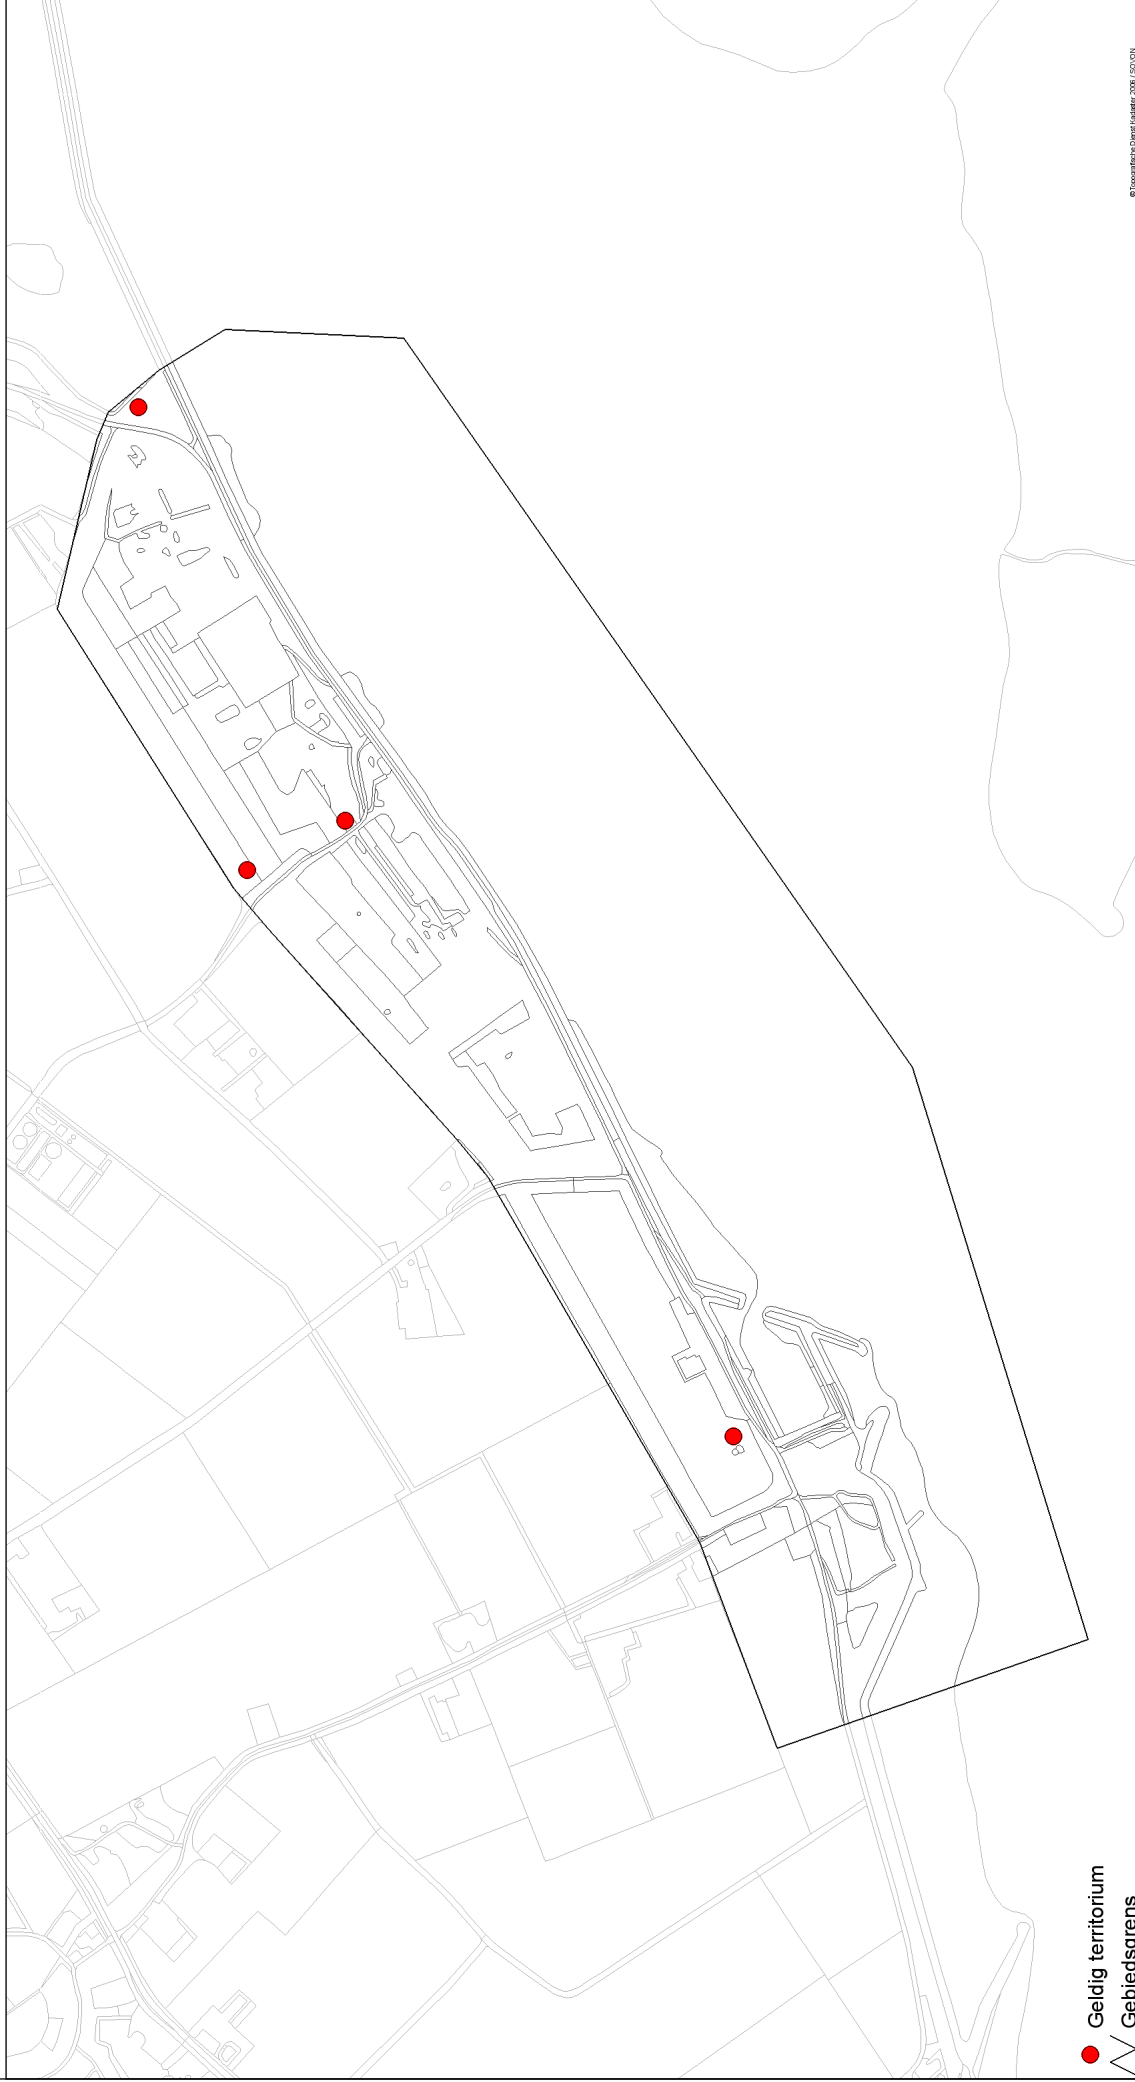 Geldig territorium
Gebiedsgrens
© Topografische Dienst Kadaster 2006 / SOVON